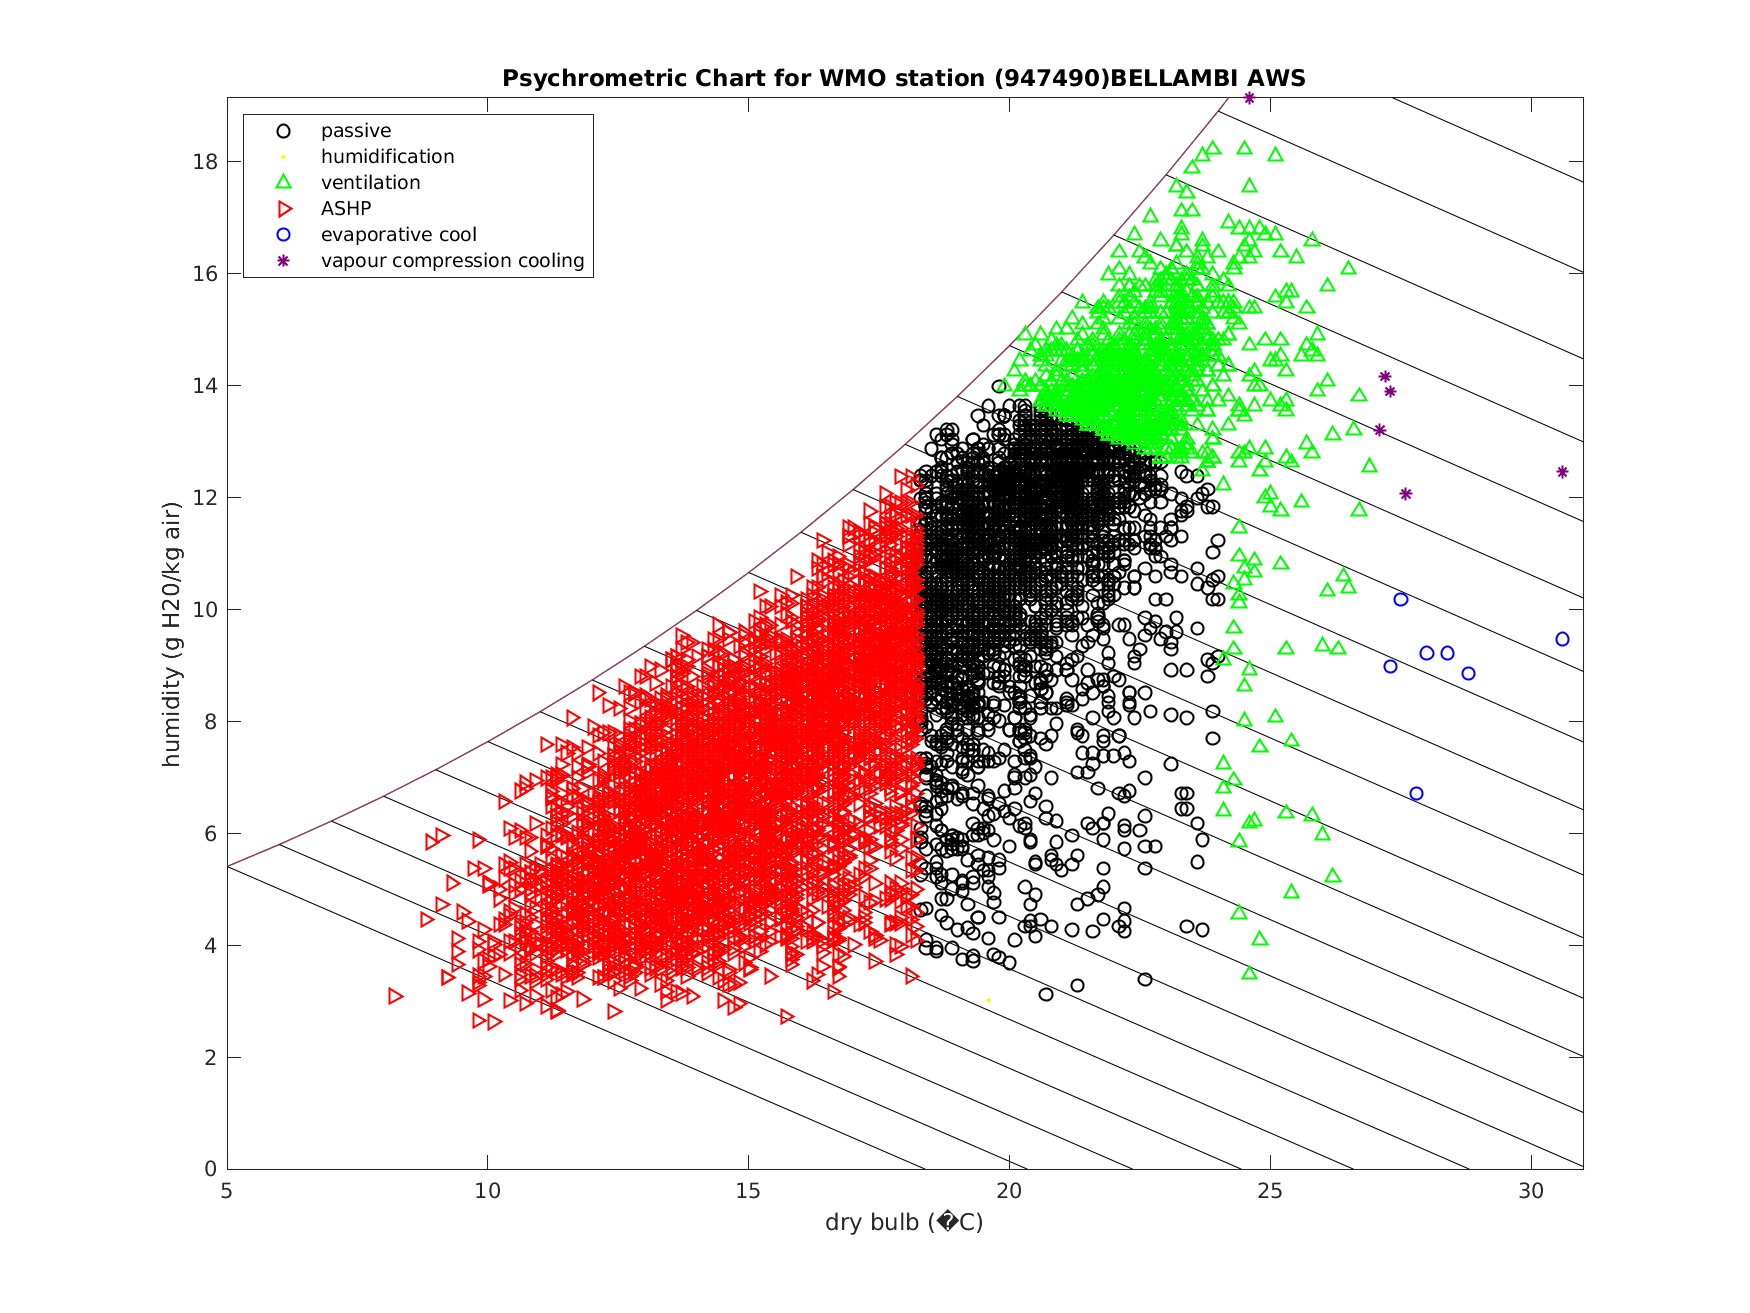 Psychrometric Chart for WMO station (947490)BELLAMBI AWS
passive
humidification
ventilation
ASHP
evaporative cool
vapour compression cooling
humidity (g H20/kg air)
18
16
14
12
10
8
6
4
2
0
5 10 15 20 25 30
dry bulb (�C)